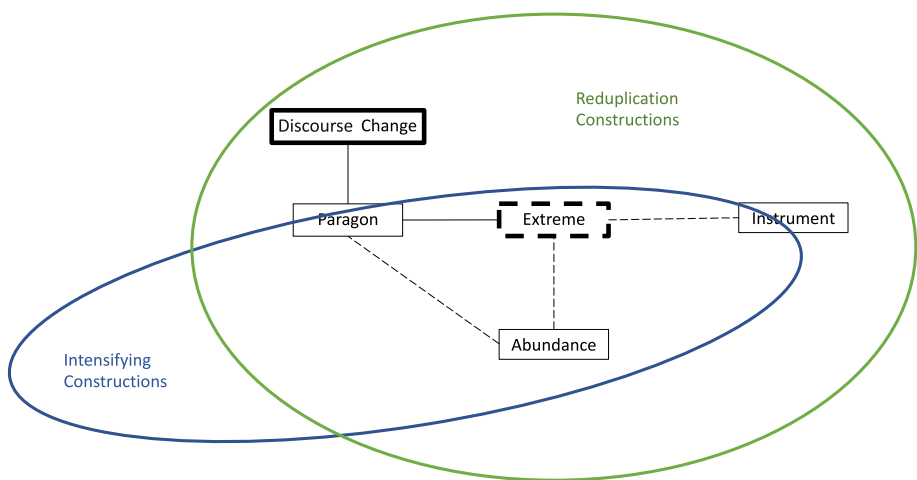 Reduplication
Constructions
Discourse Change
Paragon
Extreme
Instrument
Abundance
Intensifying
Constructions